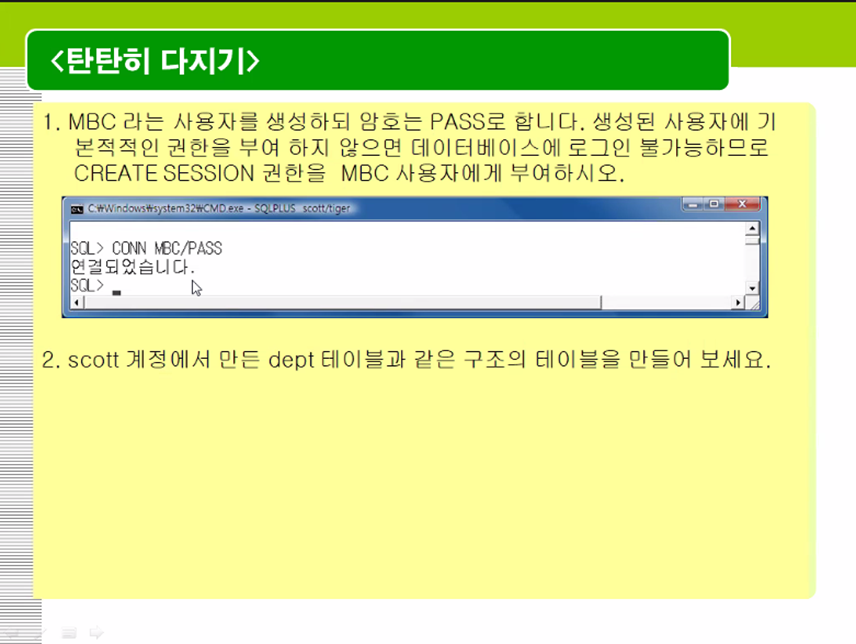 <탄탄히 다지기>
1. MBC 라는 사용자를 생성하되 암호는 PASS로 합니다. 생성된 사용자에 기
본적적인 권한을 부여 하지 않으면 데이터베이스에 로그인 불가능하므로
CREATE SESSION 권한을 MBC 사용자에게 부여하시오.
C:₩Windows₩system32₩CMD.exe - SQLPLUS scott/tiger
SQL> CONN MBC/PASS
연결되었습니다.
SQL> _
2. scott 계정에서 만든 dept 테이블과 같은 구조의 테이블을 만들어 보세요.